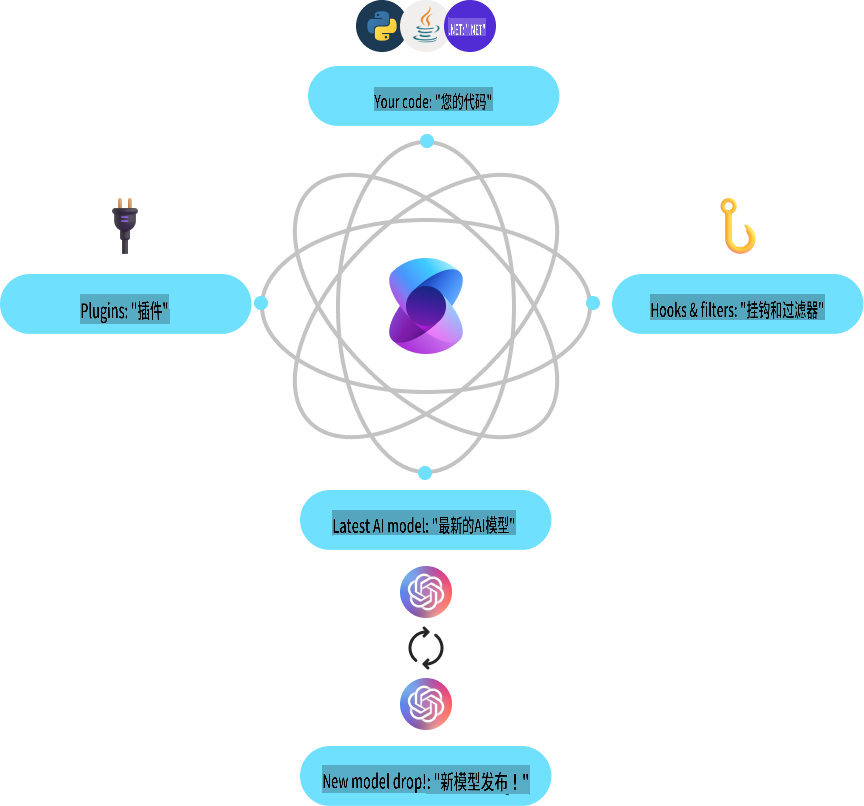 .NET: ".NET"
Your code: "您的代码"
Plugins: "插件"
Hooks & filters: "挂钩和过滤器"
Latest AI model: "最新的AI模型"
New model drop!: "新模型发布！"